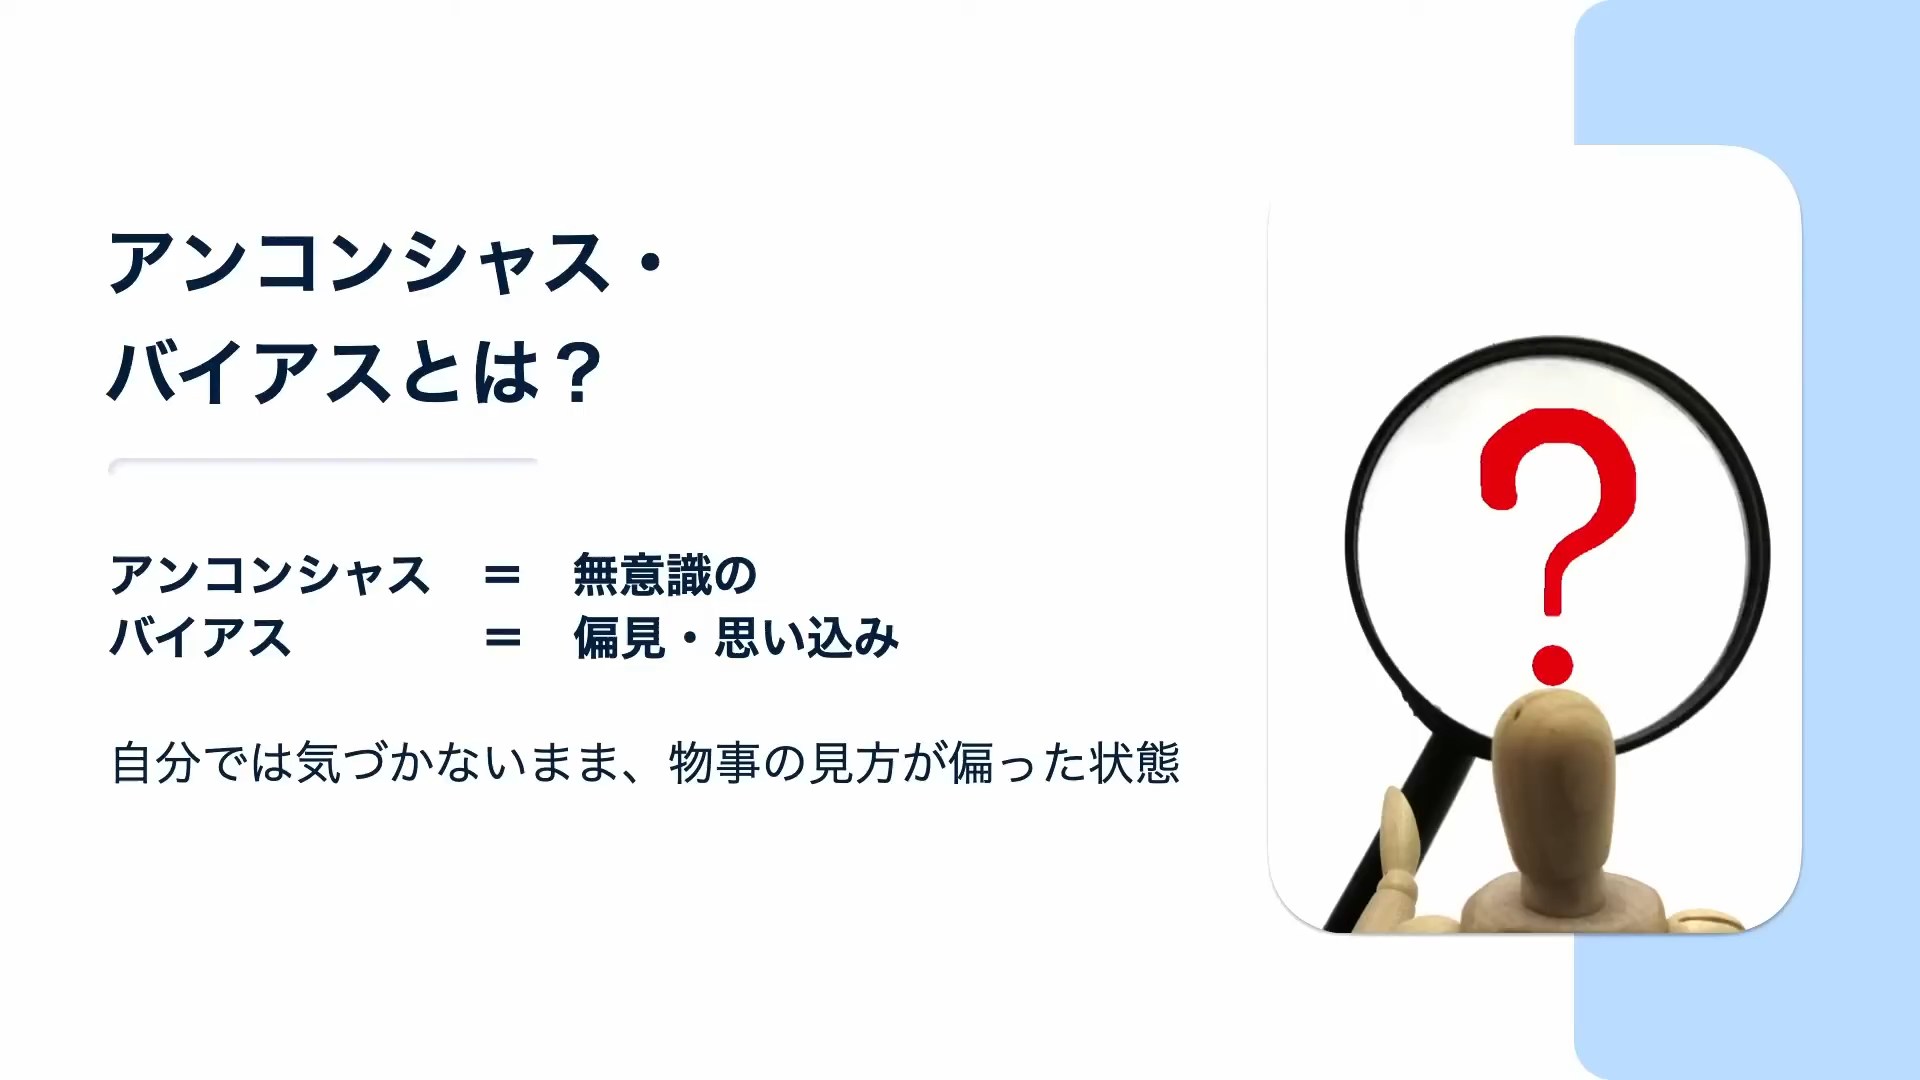 アンコンシャス・
バイアスとは？
アンコンシャス　＝　無意識の
バイアス　　　　＝　偏見・思い込み
自分では気づかないまま、物事の見方が偏った状態
?